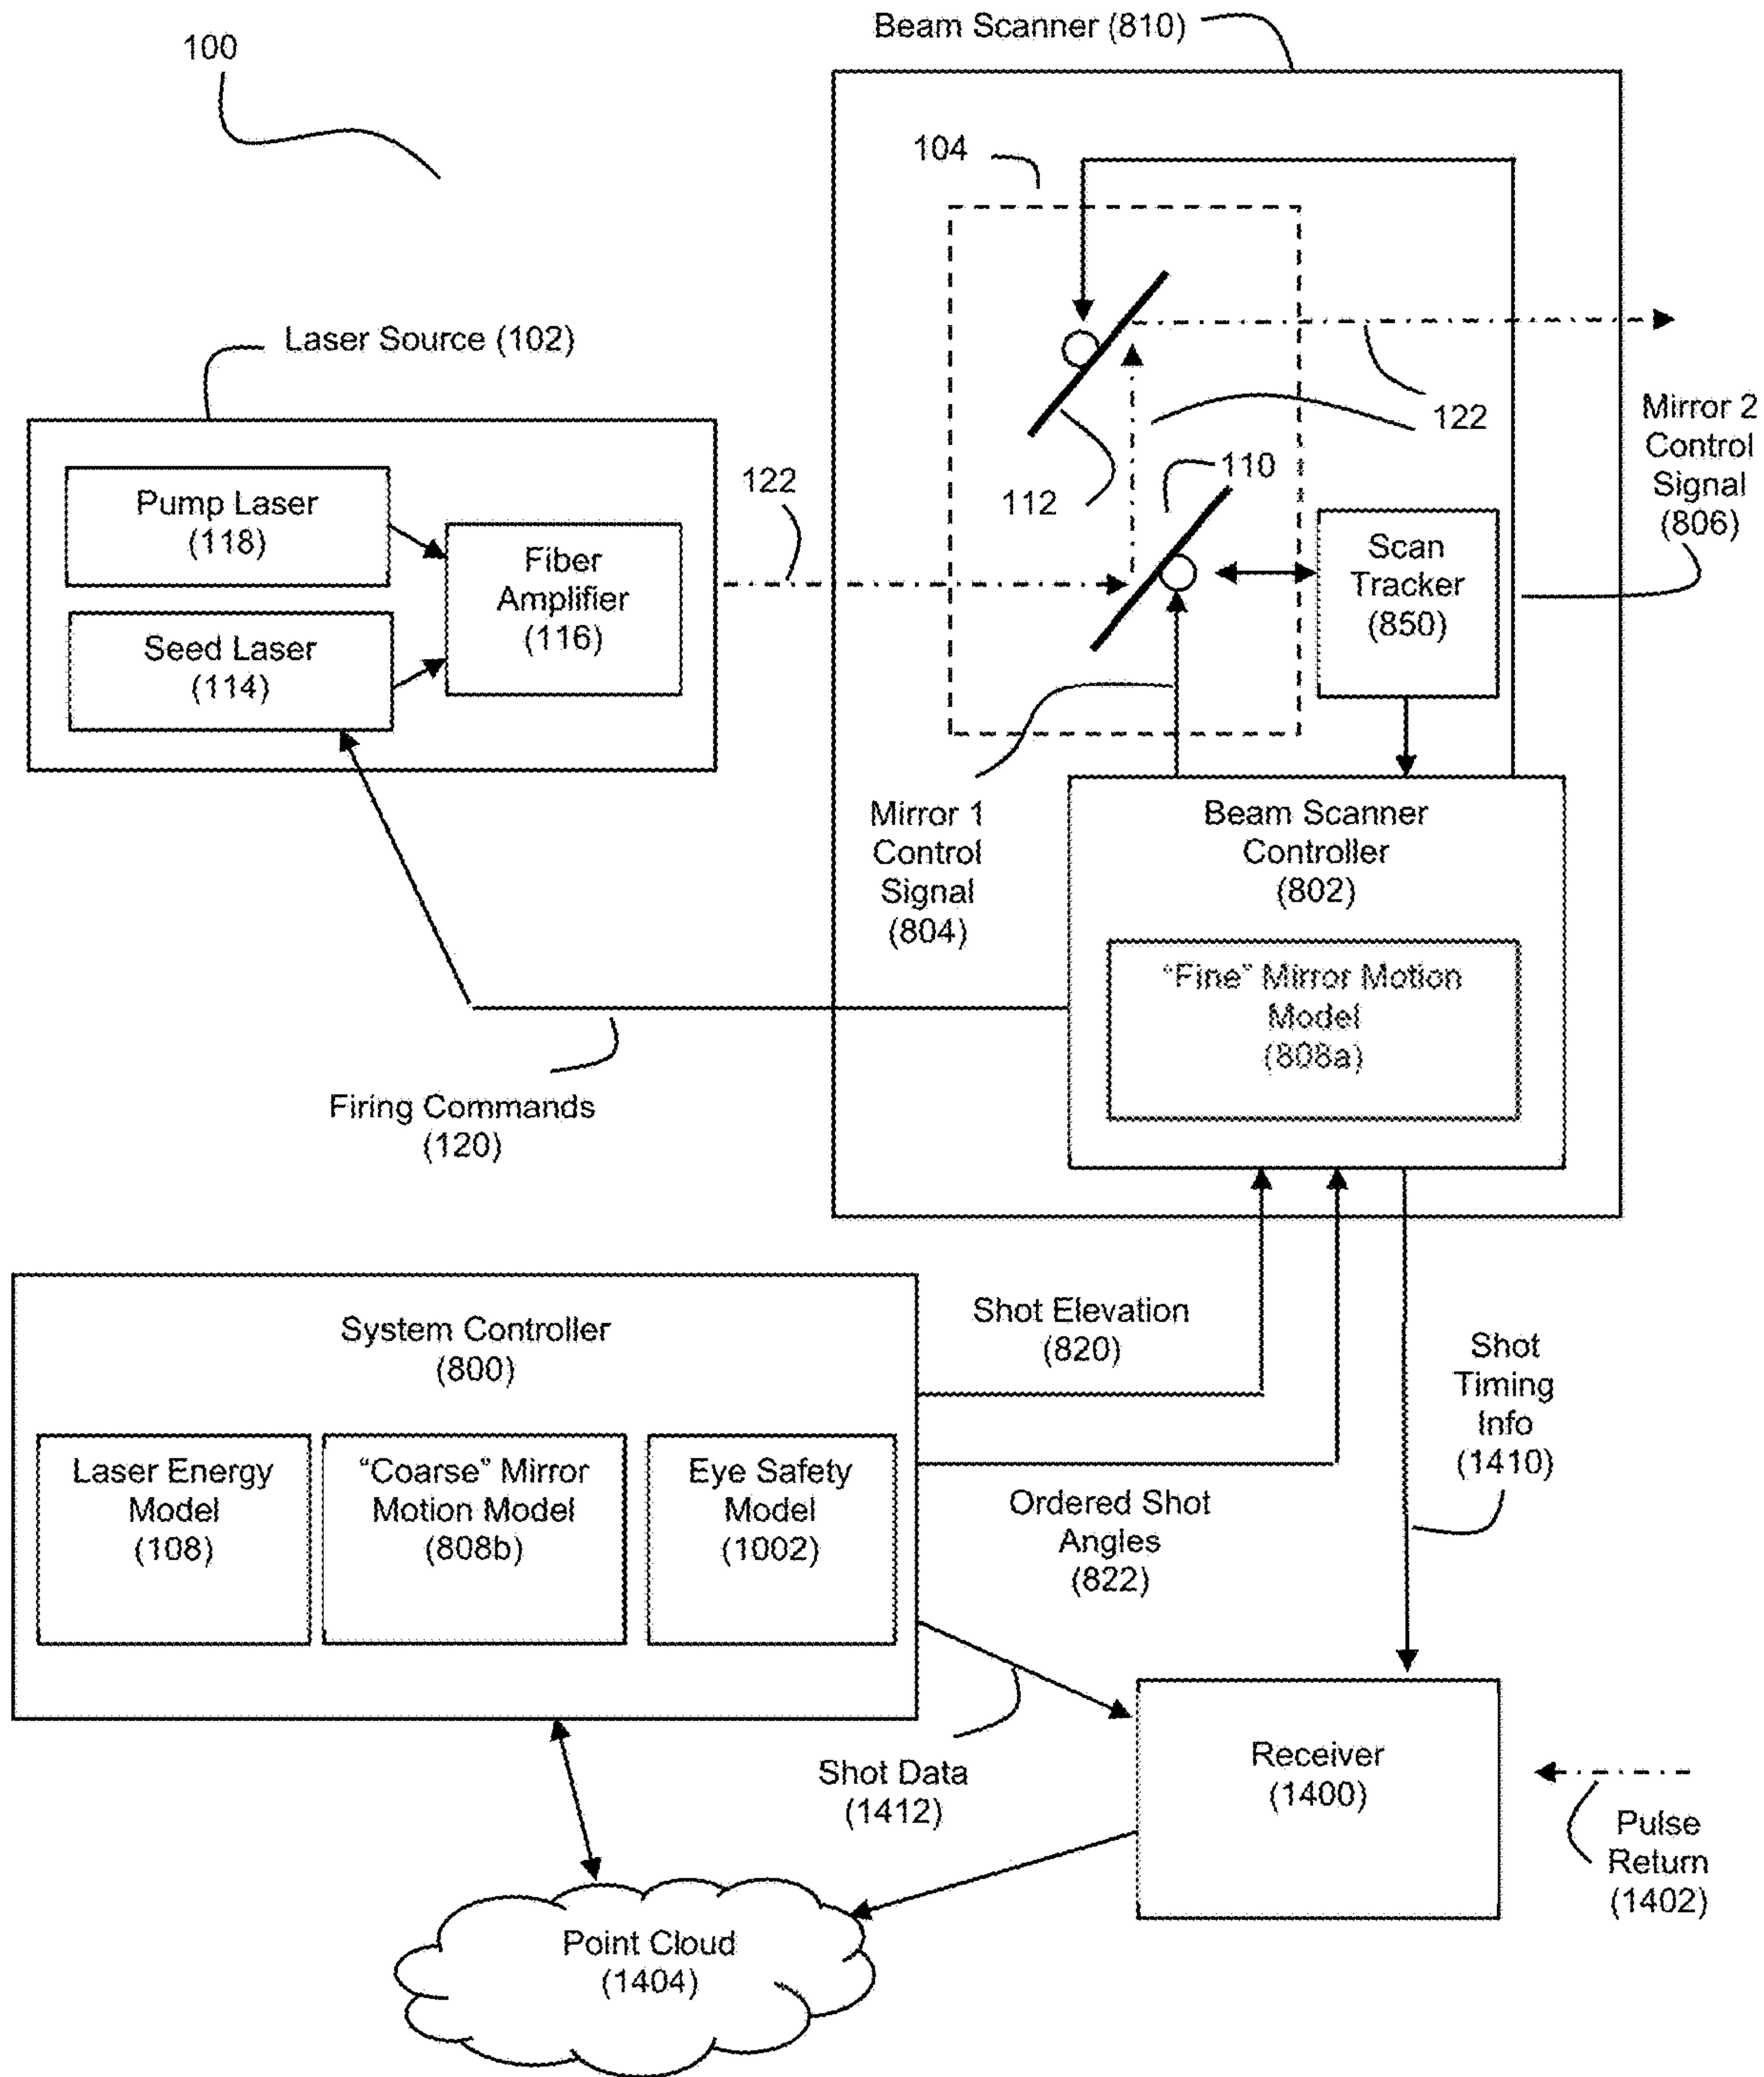 Beam Scanner (810)
100
104
Laser Source (102)
122
Mirror 2
Control
Signal
(806)
112
110
122
Pump Laser
(118)
Fiber
Amplifier
(116)
Seed Laser
(114)
Scan
Tracker
(850)
Mirror 1
Control
Signal
(804)
Beam Scanner
Controller
(802)
"Fine" Mirror Motion
Model
(808a)
Firing Commands
(120)
System Controller
(800)
Laser Energy
Model
(108)
"Coarse" Mirror
Motion Model
(808b)
Eye Safety
Model
(1002)
Shot Elevation
(820)
Ordered Shot
Angles
(822)
Shot
Timing
Info
(1410)
Shot Data
(1412)
Receiver
(1400)
Pulse
Return
(1402)
Point Cloud
(1404)